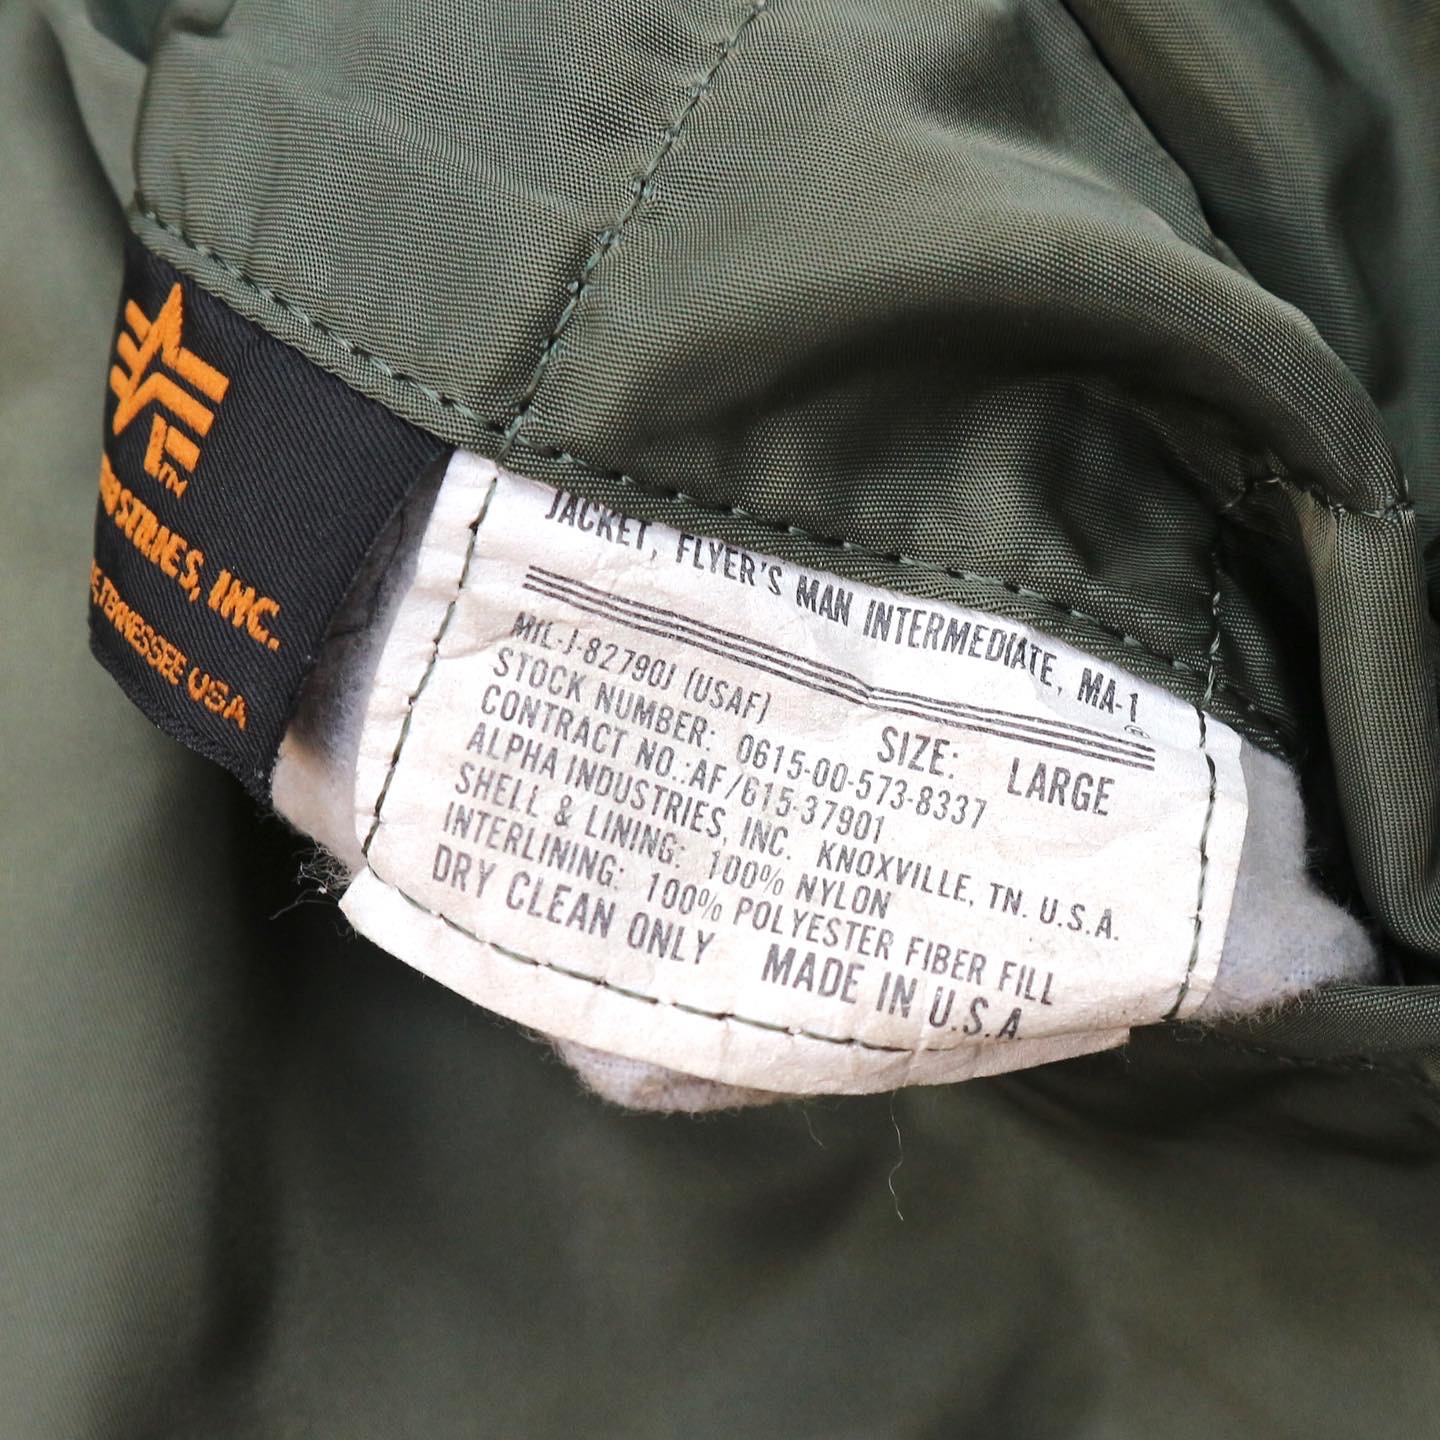 TM
INC.
TENNESSEE USA
JACKET, FLYER'S MAN INTERMEDIATE, MA-1
®
MIL-J-82790J (USAF)
SIZE: LARGE
STOCK NUMBER: 0615-00-573-8337
CONTRACT NO.:AF/615-37901
ALPHA INDUSTRIES, INC. KNOXVILLE, TN. U.S.A.
SHELL & LINING: 100% NYLON
INTERLINING: 100% POLYESTER FIBER FILL
DRY CLEAN ONLY MADE IN U.S.A.